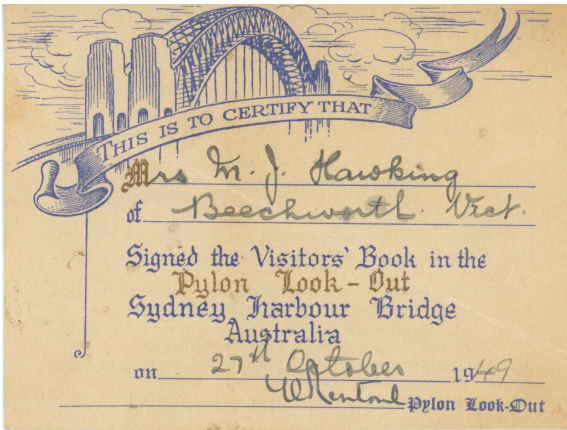 THIS IS TO CERTIFY THAT
Mrs M. J. Hawking
of Beechworth. Vict.
Signed the Visitors' Book in the
Pylon Look-Out
Sydney Harbour Bridge
Australia
on 27th October 1949
Pylon Look-Out